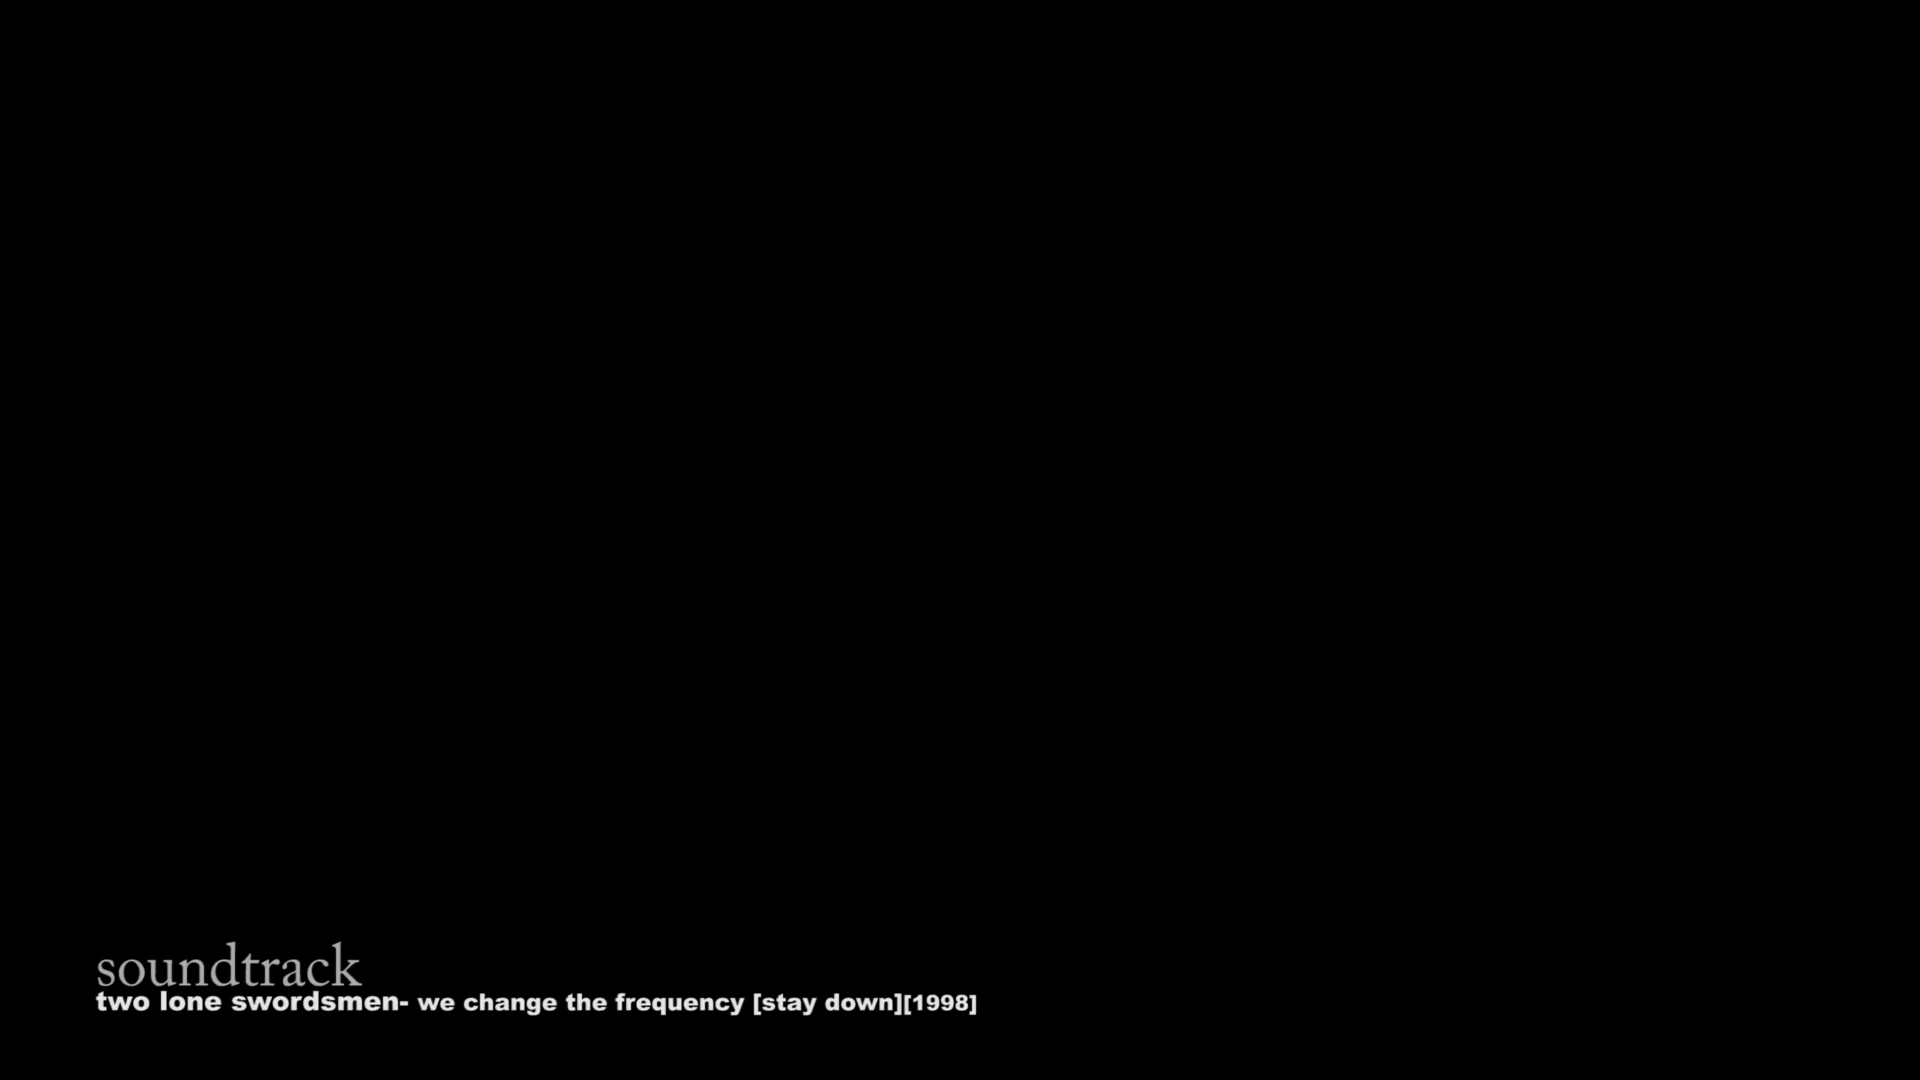 soundtrack
two lone swordsmen- we change the frequency [stay down][1998]